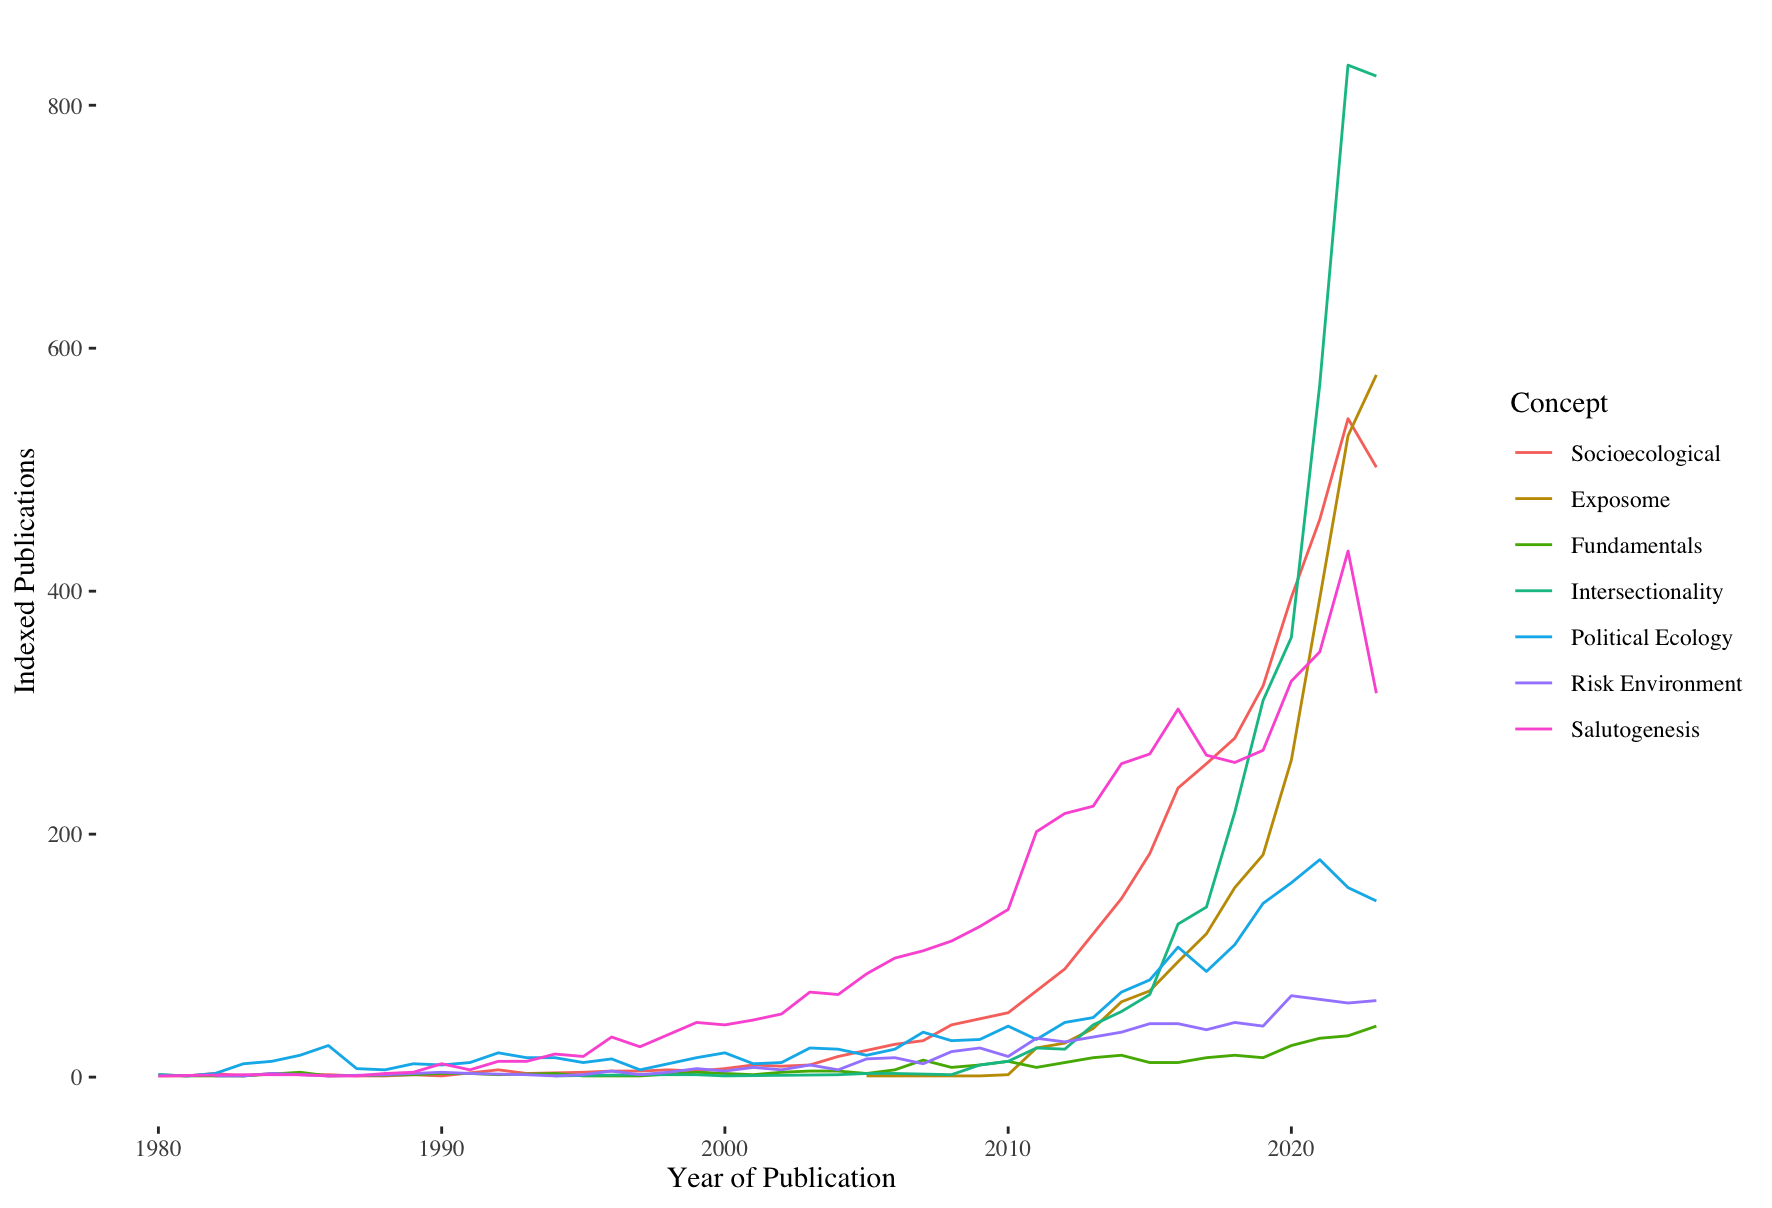 800
600
400
200
0
Indexed Publications
1980
1990
2000
2010
2020
Year of Publication
Concept
Socioecological
Exposome
Fundamentals
Intersectionality
Political Ecology
Risk Environment
Salutogenesis